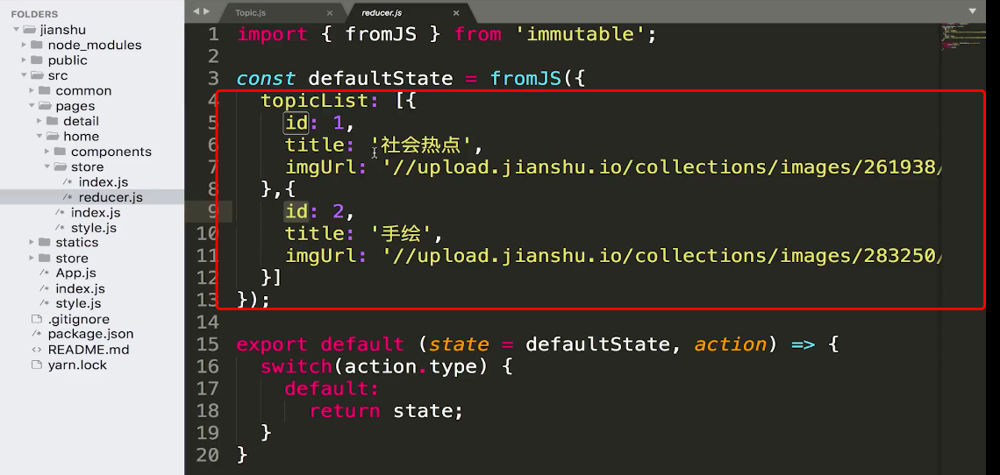 FOLDERS
jianshu
node_modules
public
src
common
pages
detail
home
components
store
index.js
reducer.js
index.js
style.js
statics
store
App.js
index.js
style.js
.gitignore
package.json
README.md
yarn.lock
Topic.js × reducer.js ×
1 import { fromJS } from 'immutable';
2
3 const defaultState = fromJS({
4 topicList: [{
5 id: 1,
6 title: '社会热点',
7 imgUrl: '//upload.jianshu.io/collections/images/261938/
8 },{
9 id: 2,
10 title: '手绘',
11 imgUrl: '//upload.jianshu.io/collections/images/283250/
12 }]
13 });
14
15 export default (state = defaultState, action) => {
16 switch(action.type) {
17 default:
18 return state;
19 }
20 }